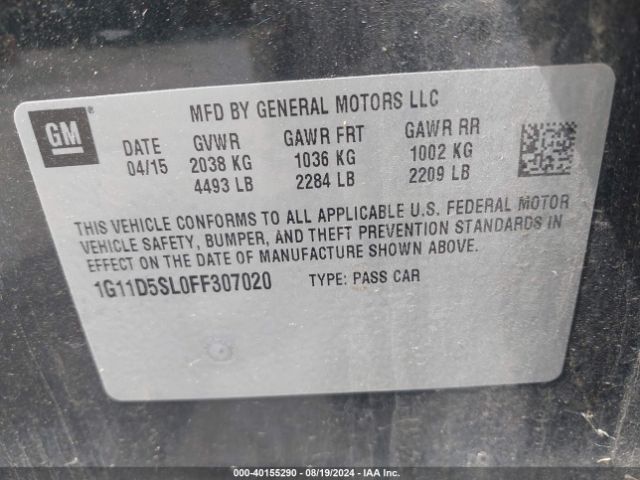 GM
MFD BY GENERAL MOTORS LLC
DATE GVWR GAWR FRT GAWR RR
04/15 2038 KG 1036 KG 1002 KG
4493 LB 2284 LB 2209 LB
THIS VEHICLE CONFORMS TO ALL APPLICABLE U.S. FEDERAL MOTOR
VEHICLE SAFETY, BUMPER, AND THEFT PREVENTION STANDARDS IN
EFFECT ON THE DATE OF MANUFACTURE SHOWN ABOVE.
1G11D5SL0FF307020 TYPE: PASS CAR
000-40155290 - 08/19/2024 - IAA Inc.